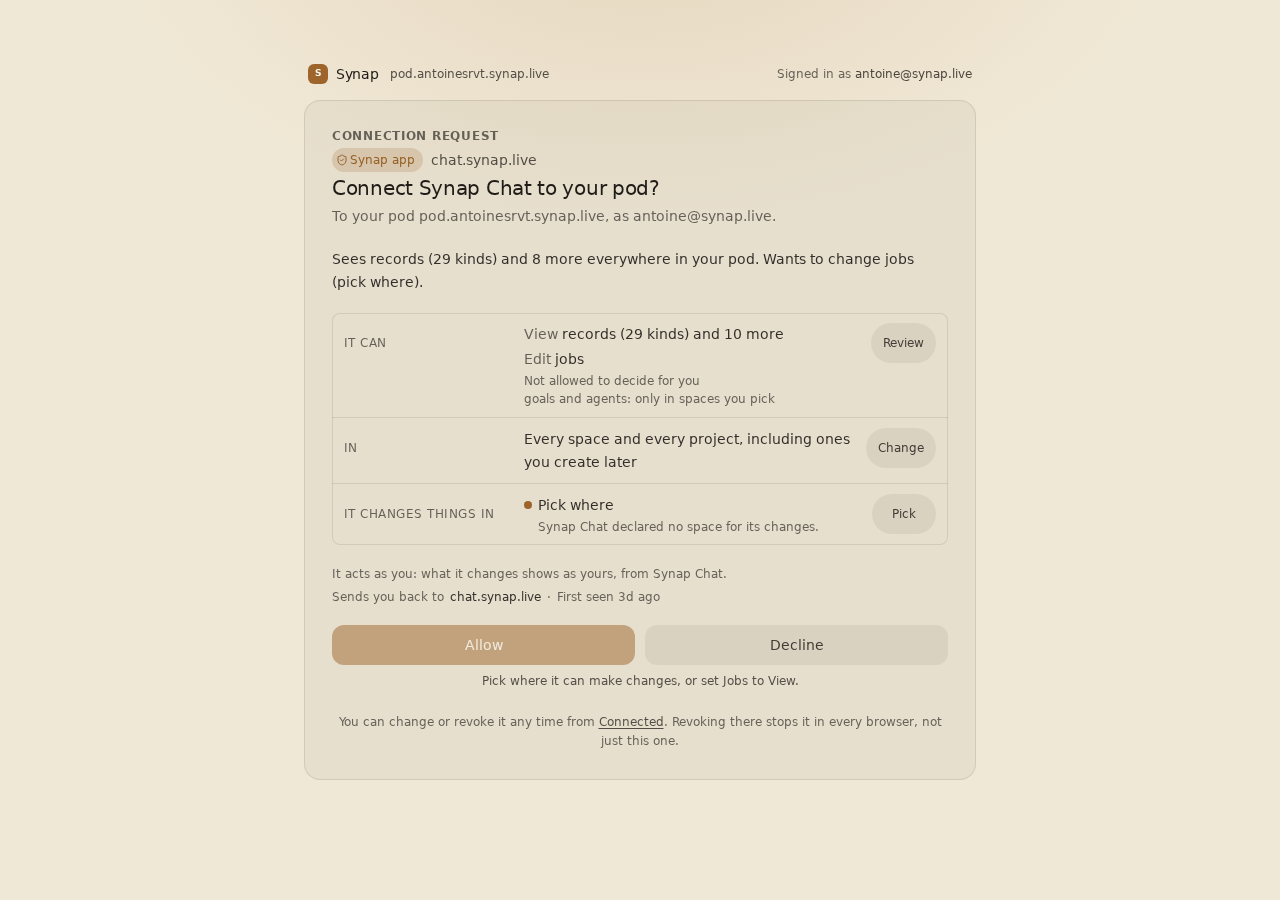 S Synap pod.antoinesrvt.synap.live Signed in as antoine@synap.live
CONNECTION REQUEST
Synap app chat.synap.live
Connect Synap Chat to your pod?
To your pod pod.antoinesrvt.synap.live, as antoine@synap.live.
Sees records (29 kinds) and 8 more everywhere in your pod. Wants to change jobs
(pick where).
IT CAN
View records (29 kinds) and 10 more
Edit jobs
Not allowed to decide for you
goals and agents: only in spaces you pick
Review
IN
Every space and every project, including ones
you create later
Change
IT CHANGES THINGS IN
Pick where
Synap Chat declared no space for its changes.
Pick
It acts as you: what it changes shows as yours, from Synap Chat.
Sends you back to chat.synap.live · First seen 3d ago
Allow Decline
Pick where it can make changes, or set Jobs to View.
You can change or revoke it any time from Connected. Revoking there stops it in every browser, not
just this one.